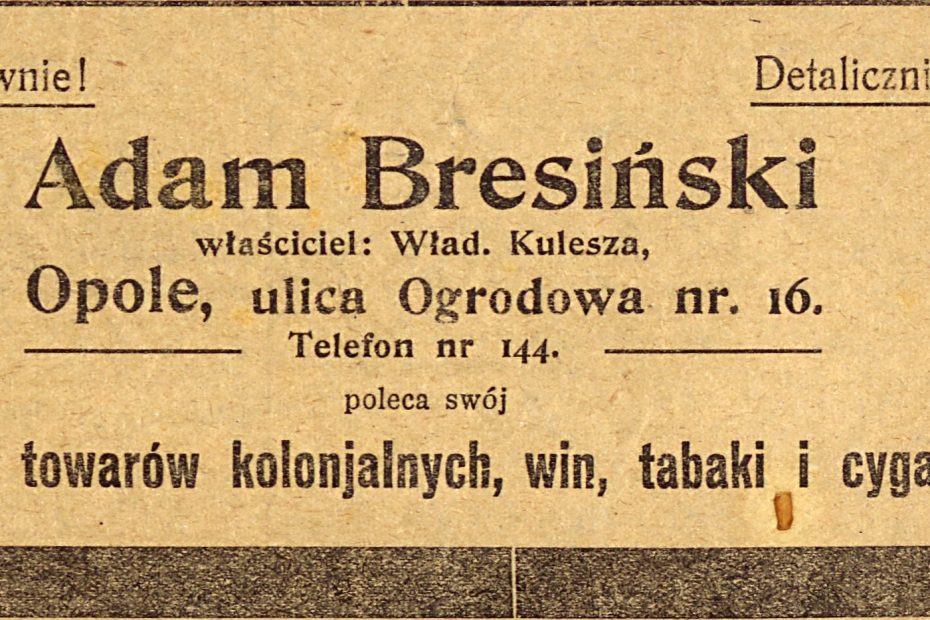 wnie! Detaliczni
Adam Bresiński
właściciel: Wład. Kulesza,
Opole, ulica Ogrodowa nr. 16.
Telefon nr 144.
poleca swój
towarów kolonjalnych, win, tabaki i cyga